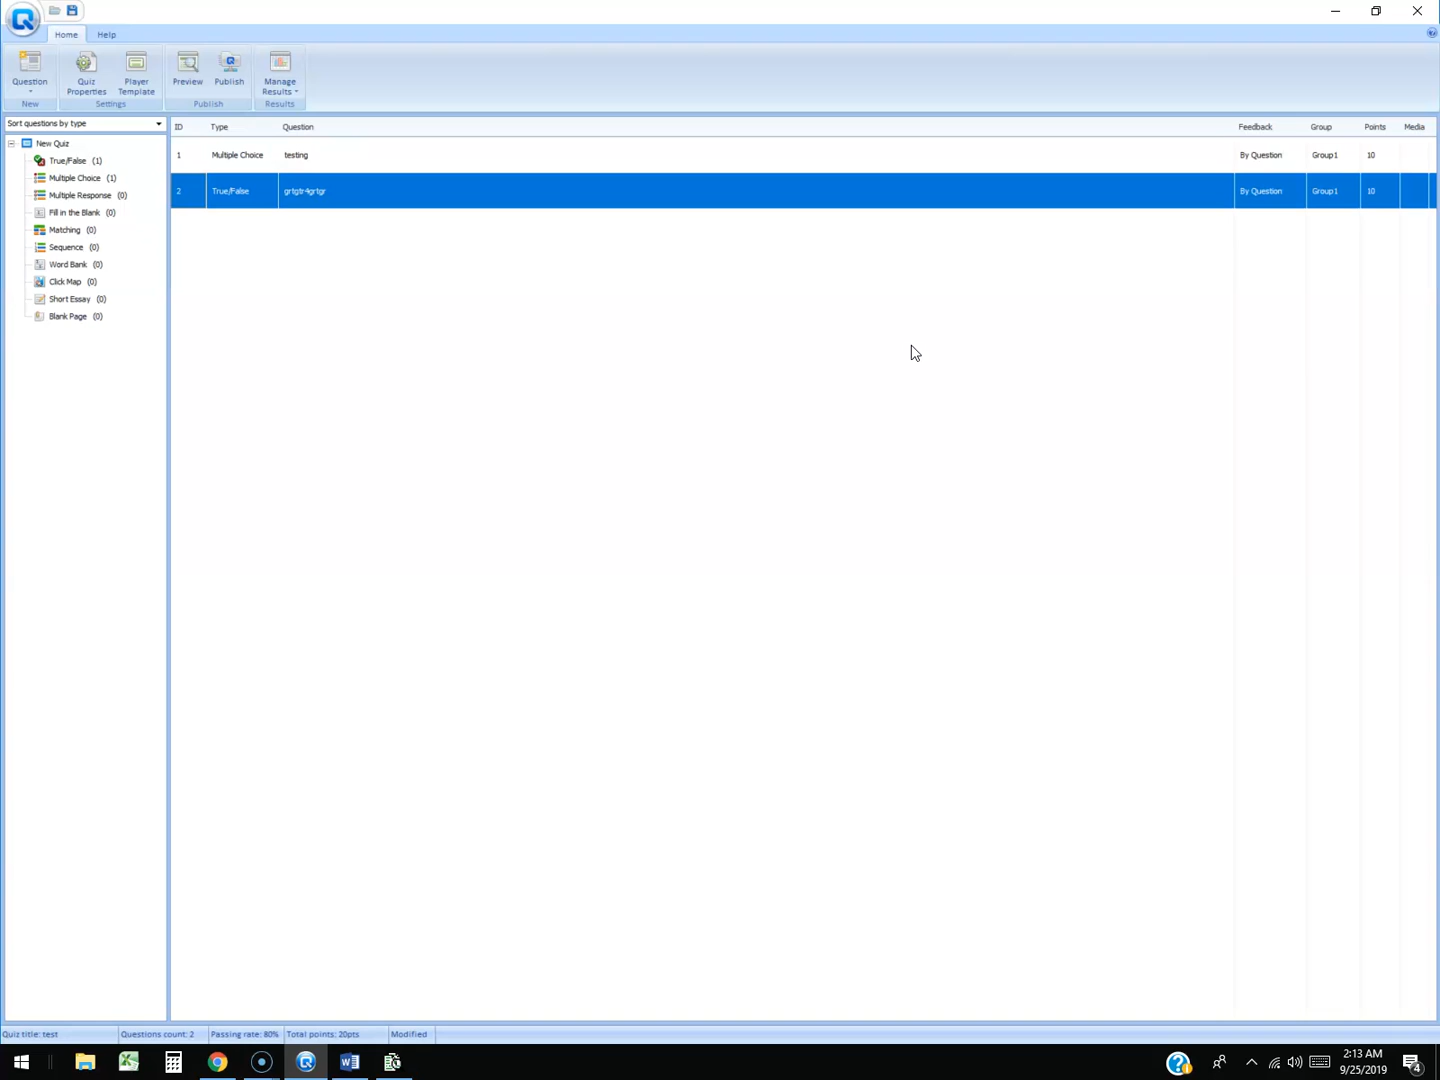 Home Help
Question Quiz Properties Player Template Preview Publish Manage Results
New Settings Publish Results
Sort questions by type
ID Type Question Feedback Group Points Media
New Quiz
True/False (1)
Multiple Choice (1)
Multiple Response (0)
Fill in the Blank (0)
Matching (0)
Sequence (0)
Word Bank (0)
Click Map (0)
Short Essay (0)
Blank Page (0)
1 Multiple Choice testing By Question Group1 10
2 True/False grtgtr4grtgr By Question Group1 10
Quiz title: test Questions count: 2 Passing rate: 80% Total points: 20pts Modified
2:13 AM
9/25/2019
4